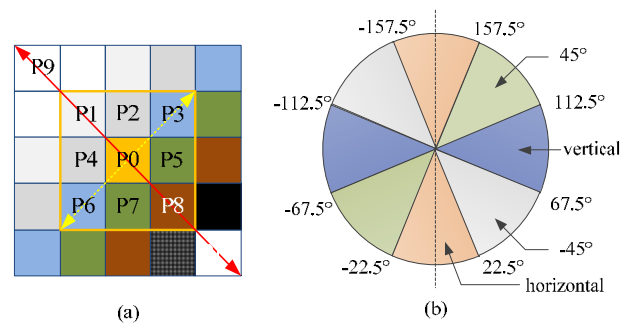 P9
P1 P2 P3
P4 P0 P5
P6 P7 P8
(a)
-157.5° 157.5°
45°
-112.5° 112.5°
vertical
-67.5° 67.5°
-45°
-22.5° 22.5°
horizontal
(b)